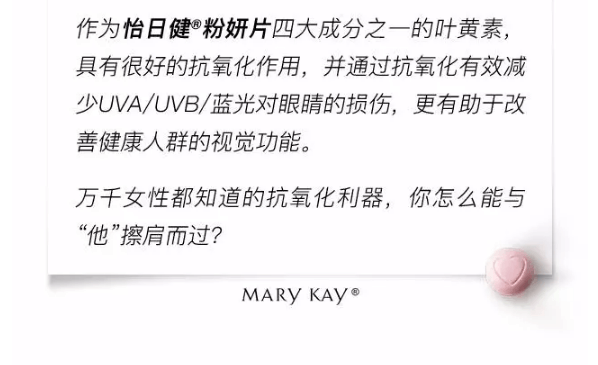 作为怡日健®粉妍片四大成分之一的叶黄素，
具有很好的抗氧化作用，并通过抗氧化有效减
少UVA/UVB/蓝光对眼睛的损伤，更有助于改
善健康人群的视觉功能。
万千女性都知道的抗氧化利器，你怎么能与
“他”擦肩而过？
MARY KAY®